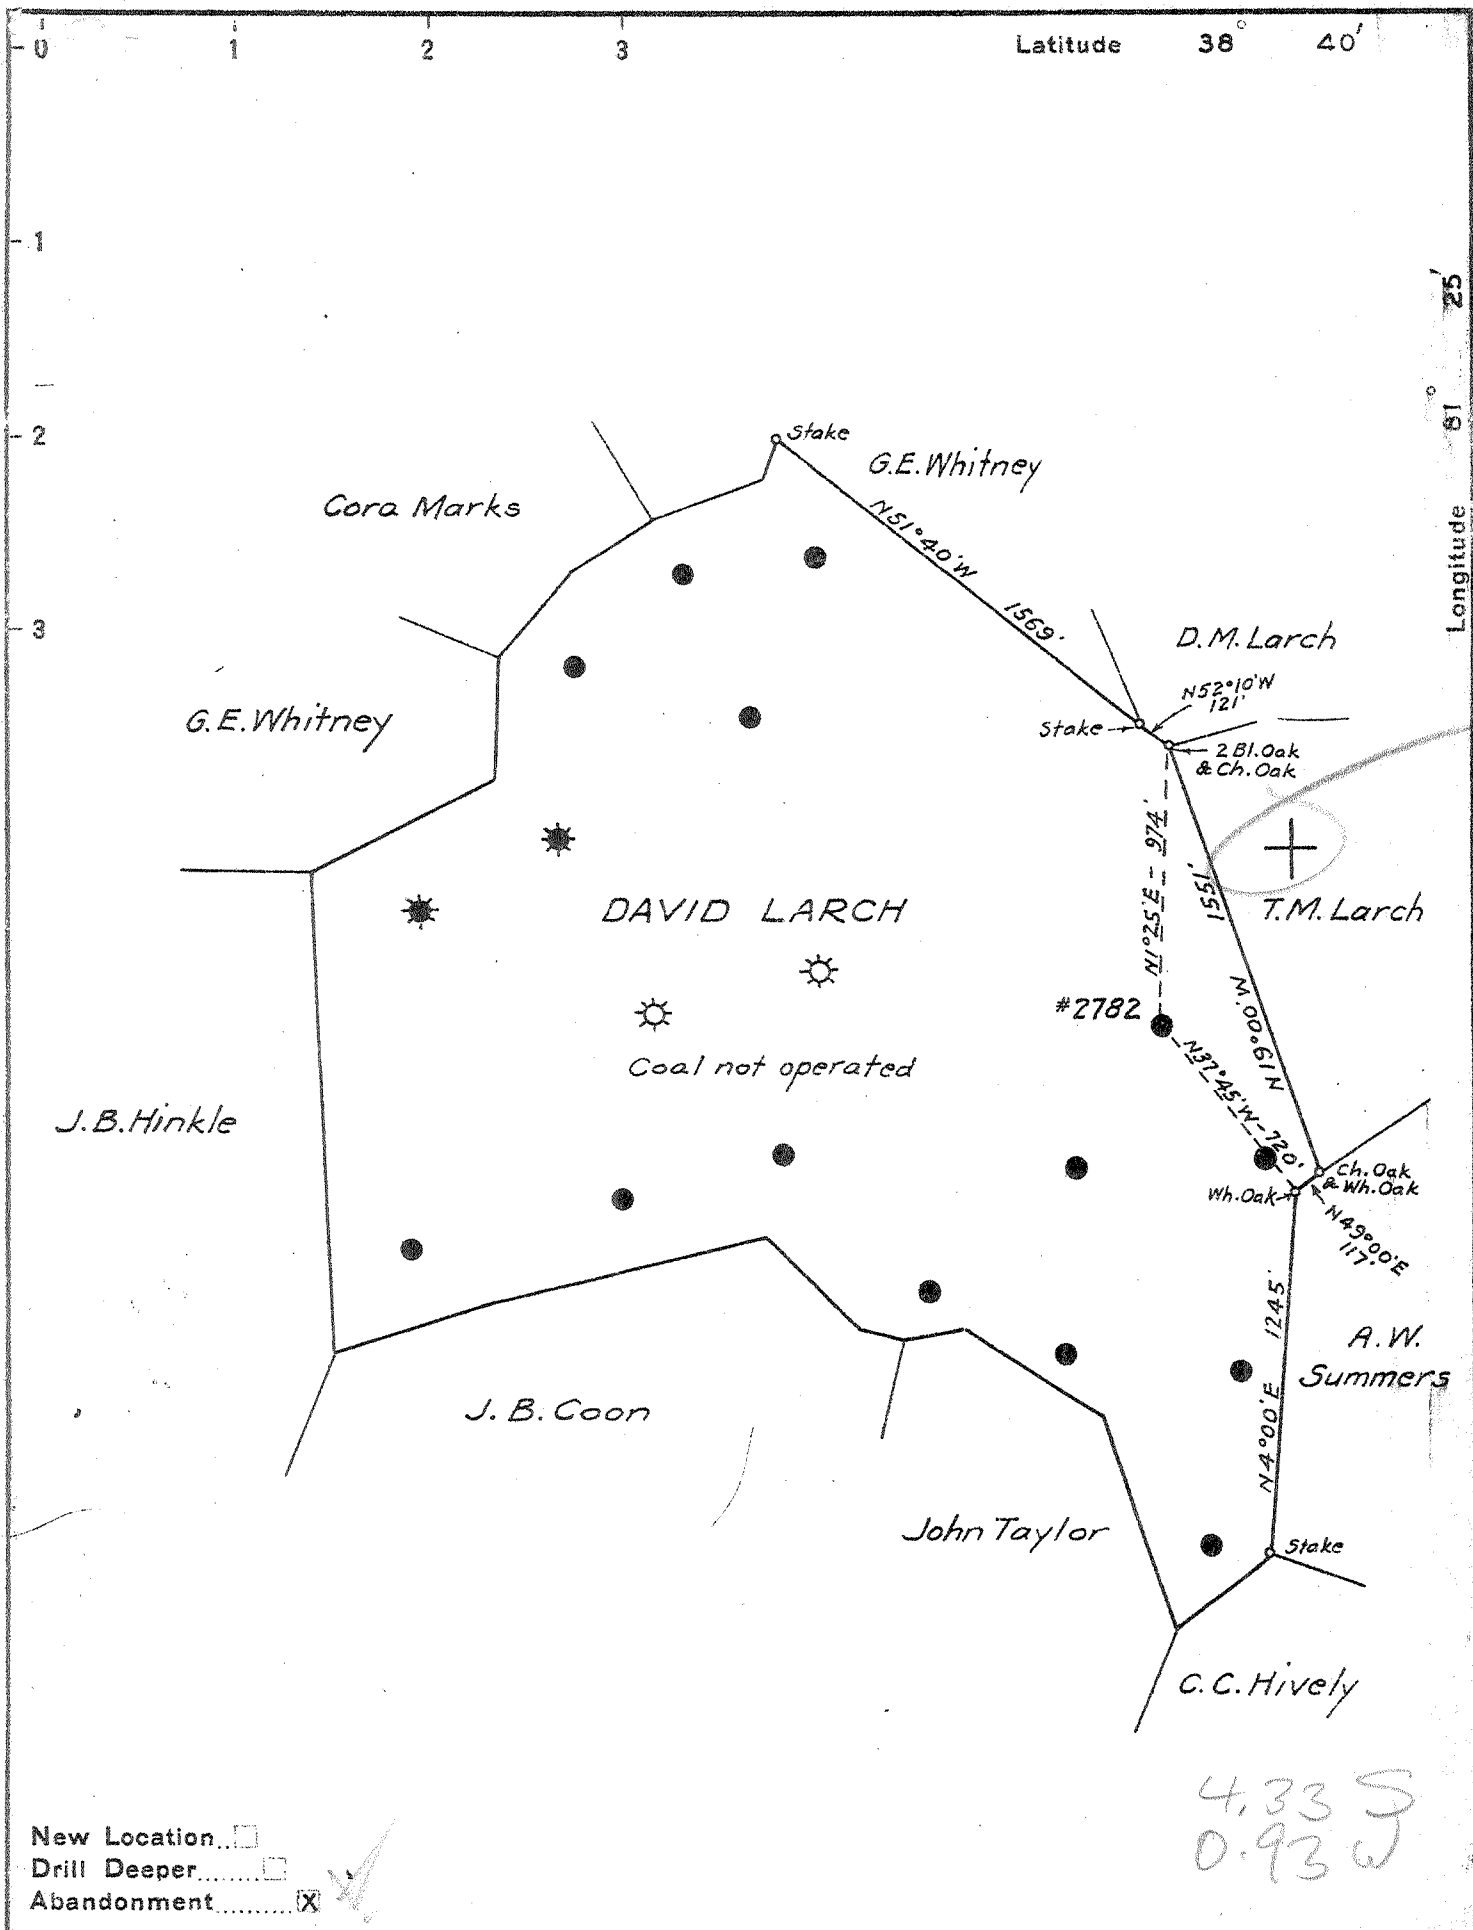 0 1 2 3 Latitude 38° 40'
1
2
3
Longitude 81° 25'
Stake
G.E. Whitney
Cora Marks
N51°40'W 1569'
D.M. Larch
N52°10'W
121'
G.E. Whitney
Stake
2 Bl. Oak
& Ch. Oak
N1°25'E - 974'
1551'
N19°00'W
T.M. Larch
DAVID LARCH
#2782
Coal not operated
N37°45'W - 720'
J.B. Hinkle
Ch. Oak
& Wh. Oak
Wh. Oak
N49°00'E
117.'
N4°00'E 1245'
A.W.
Summers
J.B. Coon
John Taylor
Stake
C.C. Hively
4.33 S
0.93 W
New Location..
Drill Deeper........
Abandonment.......... X